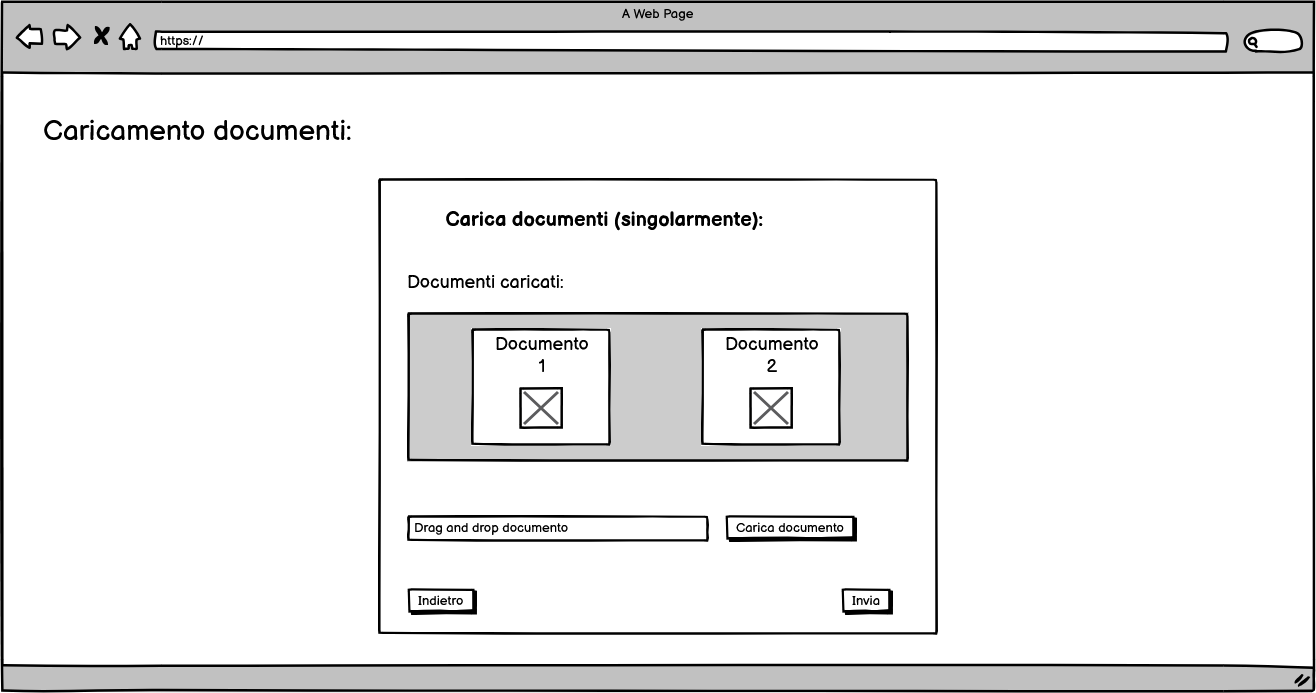 A Web Page
https://
Caricamento documenti:
Carica documenti (singolarmente):
Documenti caricati:
Documento
1
Documento
2
Drag and drop documento
Carica documento
Indietro
Invia